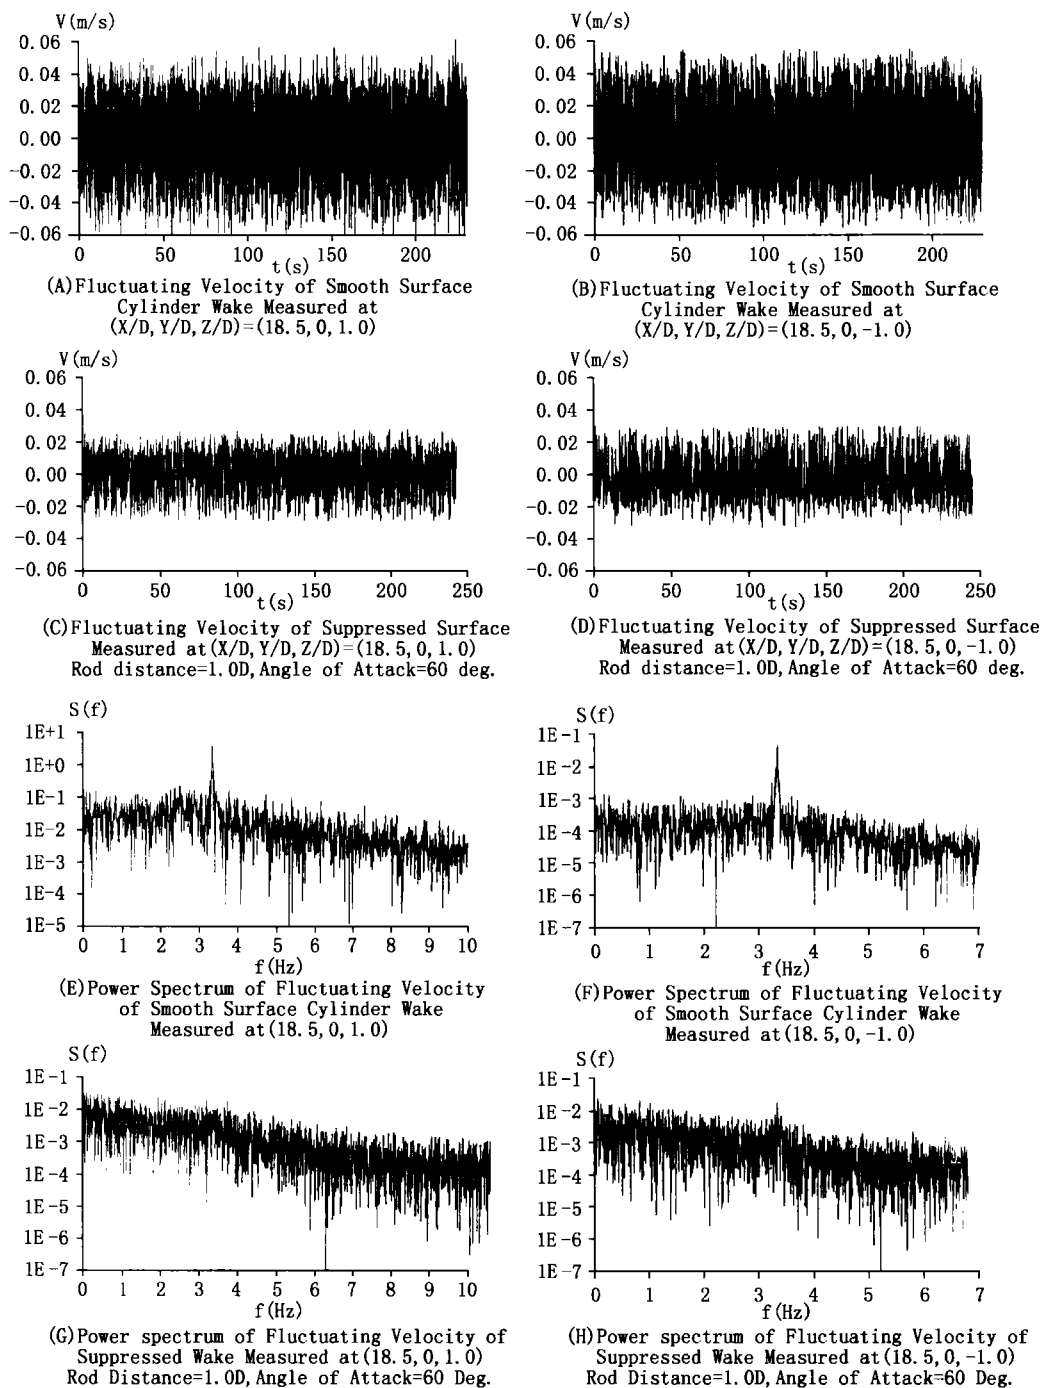 V(m/s)
0.06
0.04
0.02
0.00
-0.02
-0.04
-0.06
0 50 100 150 200
t(s)
(A)Fluctuating Velocity of Smooth Surface
Cylinder Wake Measured at
(X/D,Y/D,Z/D)=(18.5,0,1.0)
V(m/s)
0.06
0.04
0.02
0.00
-0.02
-0.04
-0.06
0 50 100 150 200
t(s)
(B)Fluctuating Velocity of Smooth Surface
Cylinder Wake Measured at
(X/D,Y/D,Z/D)=(18.5,0,-1.0)
V(m/s)
0.06
0.04
0.02
0.00
-0.02
-0.04
-0.06
0 50 100 150 200 250
t(s)
(C)Fluctuating Velocity of Suppressed Surface
Measured at(X/D,Y/D,Z/D)=(18.5,0,1.0)
Rod distance=1.0D,Angle of Attack=60 deg.
V(m/s)
0.06
0.04
0.02
0.00
-0.02
-0.04
-0.06
0 50 100 150 200 250
t(s)
(D)Fluctuating Velocity of Suppressed Surface
Measured at(X/D,Y/D,Z/D)=(18.5,0,-1.0)
Rod distance=1.0D,Angle of Attack=60 deg.
S(f)
1E+1
1E+0
1E-1
1E-2
1E-3
1E-4
1E-5
0 1 2 3 4 5 6 7 8 9 10
f(Hz)
(E)Power Spectrum of Fluctuating Velocity
of Smooth Surface Cylinder Wake
Measured at(18.5,0,1.0)
S(f)
1E-1
1E-2
1E-3
1E-4
1E-5
1E-6
1E-7
0 1 2 3 4 5 6 7
f(Hz)
(F)Power Spectrum of Fluctuating Velocity
of Smooth Surface Cylinder Wake
Measured at(18.5,0,-1.0)
S(f)
1E-1
1E-2
1E-3
1E-4
1E-5
1E-6
1E-7
0 1 2 3 4 5 6 7 8 9 10
f(Hz)
(G)Power spectrum of Fluctuating Velocity of
Suppressed Wake Measured at(18.5,0,1.0)
Rod Distance=1.0D,Angle of Attack=60 Deg.
S(f)
1E-1
1E-2
1E-3
1E-4
1E-5
1E-6
1E-7
0 1 2 3 4 5 6 7
f(Hz)
(H)Power spectrum of Fluctuating Velocity of
Suppressed Wake Measured at(18.5,0,-1.0)
Rod Distance=1.0D,Angle of Attack=60 Deg.